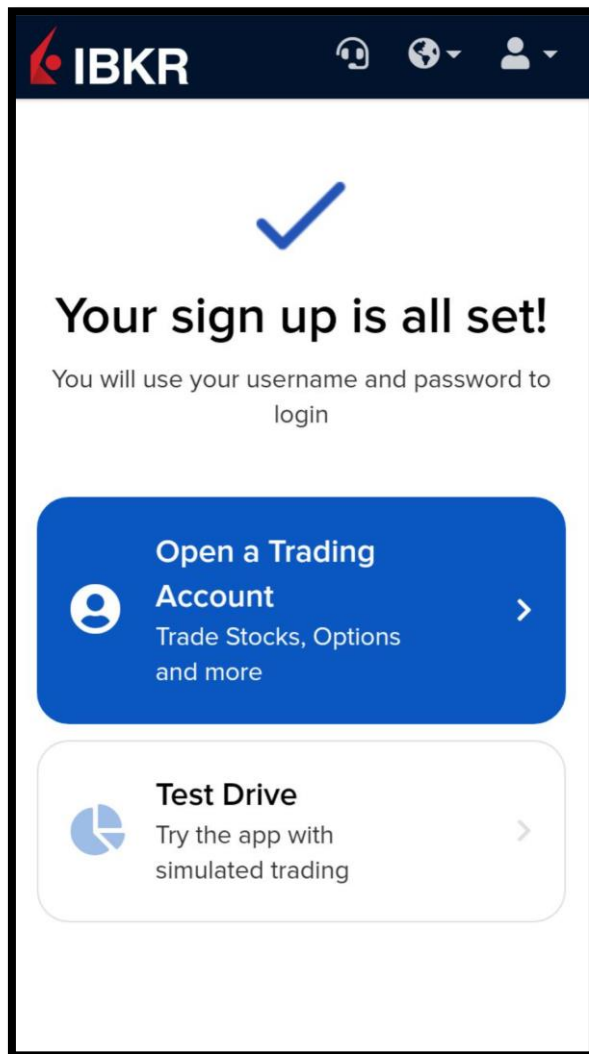 IBKR
Your sign up is all set!
You will use your username and password to
login
Open a Trading
Account
Trade Stocks, Options
and more
Test Drive
Try the app with
simulated trading